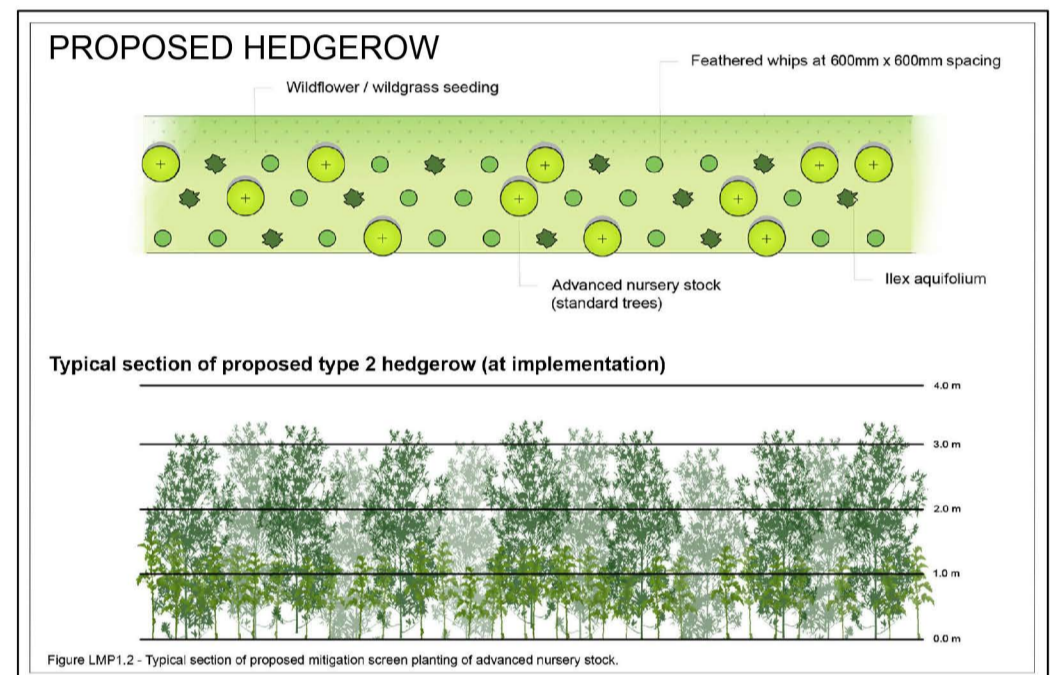 PROPOSED HEDGEROW
Feathered whips at 600mm x 600mm spacing
Wildflower / wildgrass seeding
Ilex aquifolium
Advanced nursery stock
(standard trees)
Typical section of proposed type 2 hedgerow (at implementation)
4.0 m
3.0 m
2.0 m
1.0 m
0.0 m
Figure LMP1.2 - Typical section of proposed mitigation screen planting of advanced nursery stock.